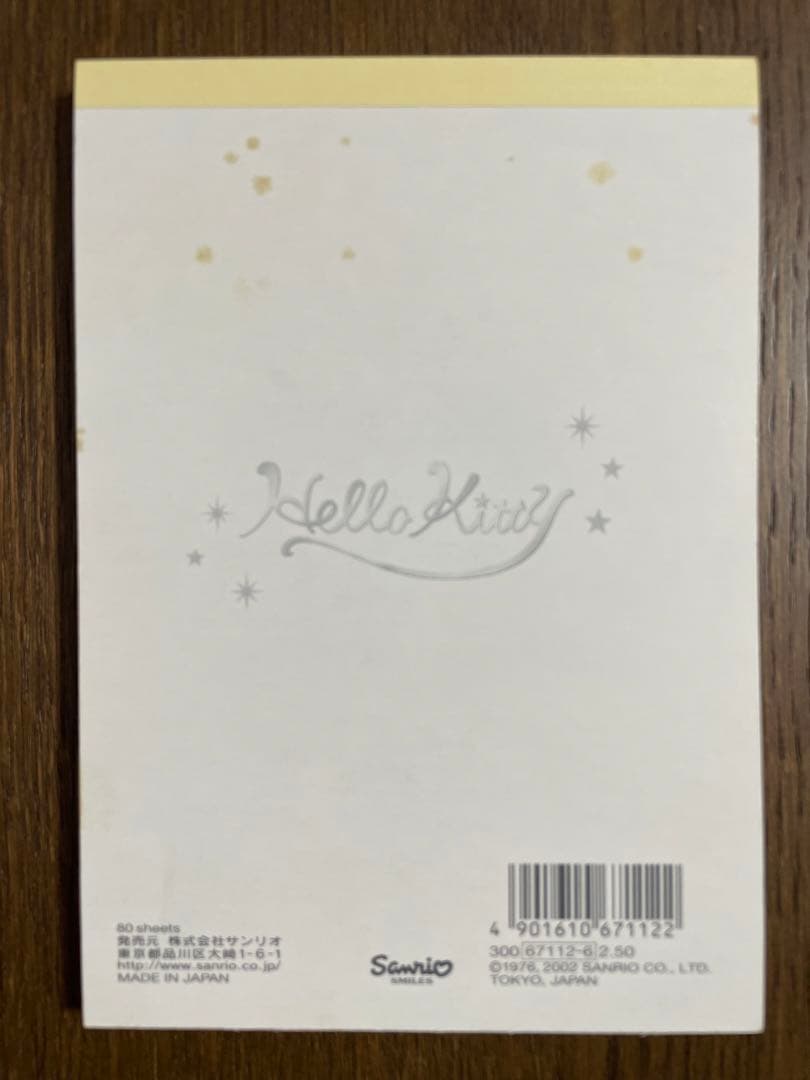 Hello Kitty
80 sheets
発売元 株式会社サンリオ
東京都品川区大崎1-6-1
http://www.sanrio.co.jp/
MADE IN JAPAN
Sanrio
SMILES
4 901610 671122
300 67112-6 2.50
©1976, 2002 SANRIO CO., LTD.
TOKYO, JAPAN